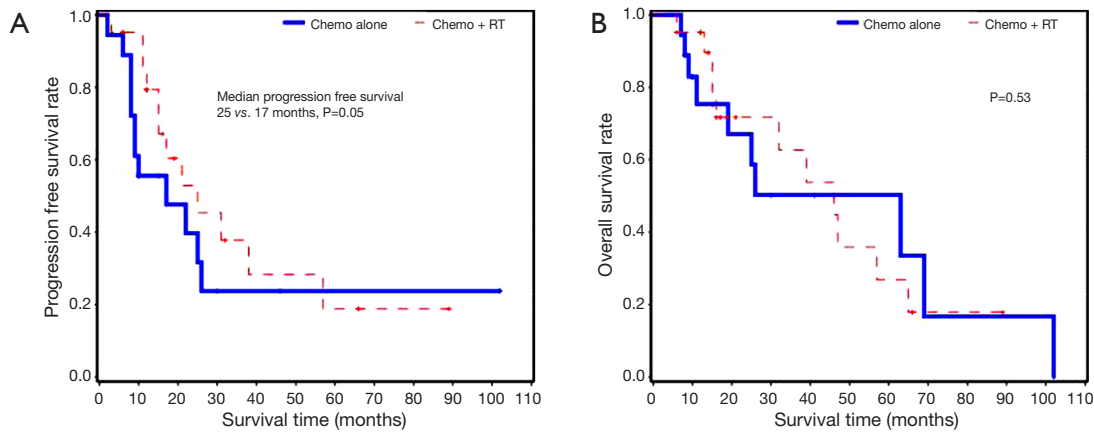 A
Chemo alone Chemo + RT
Median progression free survival
25 vs. 17 months, P=0.05
Progression free survival rate
1.0
0.8
0.6
0.4
0.2
0.0
0 10 20 30 40 50 60 70 80 90 100 110
Survival time (months)
B
Chemo alone Chemo + RT
P=0.53
Overall survival rate
1.0
0.8
0.6
0.4
0.2
0.0
0 10 20 30 40 50 60 70 80 90 100 110
Survival time (months)